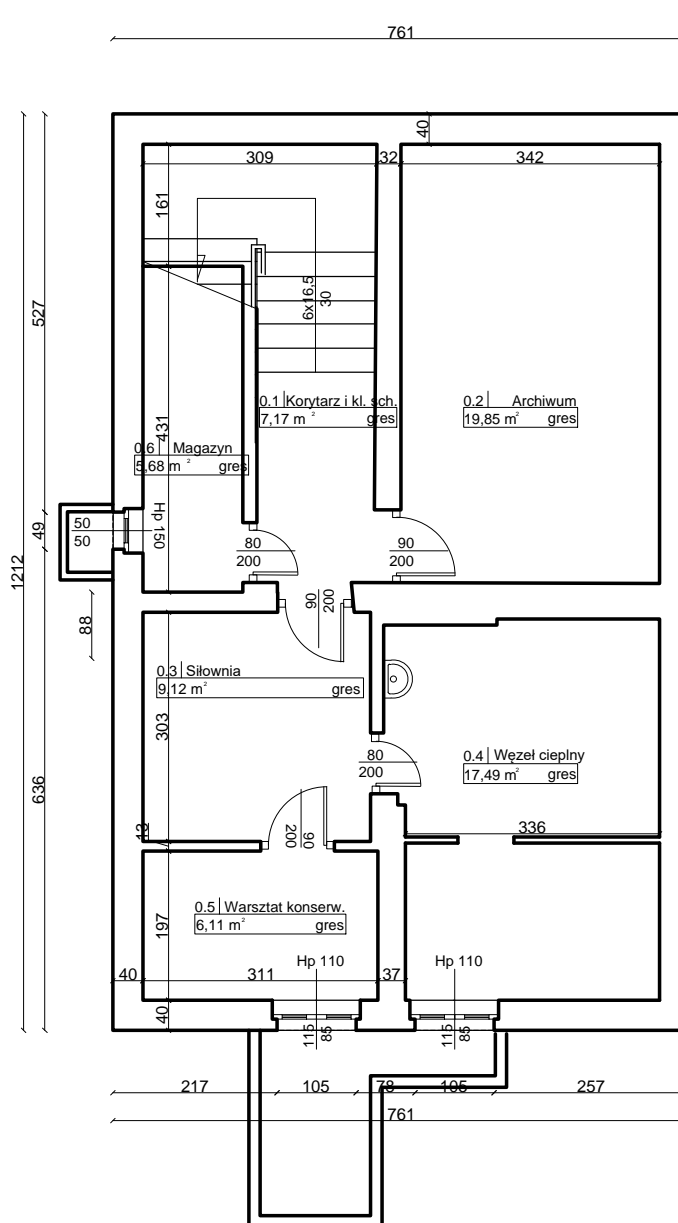 761
40
309 32 342
161
6x16,5
30
527
0.1 Korytarz i kl. sch.
7,17 m² gres
0.2 Archiwum
19,85 m² gres
431
0.6 Magazyn
5,68 m² gres
Hp 150
50
50
49
80
200
90
200
1212
90
200
88
0.3 Siłownia
9,12 m² gres
303
80
200
0.4 Węzeł cieplny
17,49 m² gres
636
13
90
200
336
0.5 Warsztat konserw.
6,11 m² gres
197
Hp 110
Hp 110
40 311 37
40
115
85
115
85
217 105 78 105 257
761